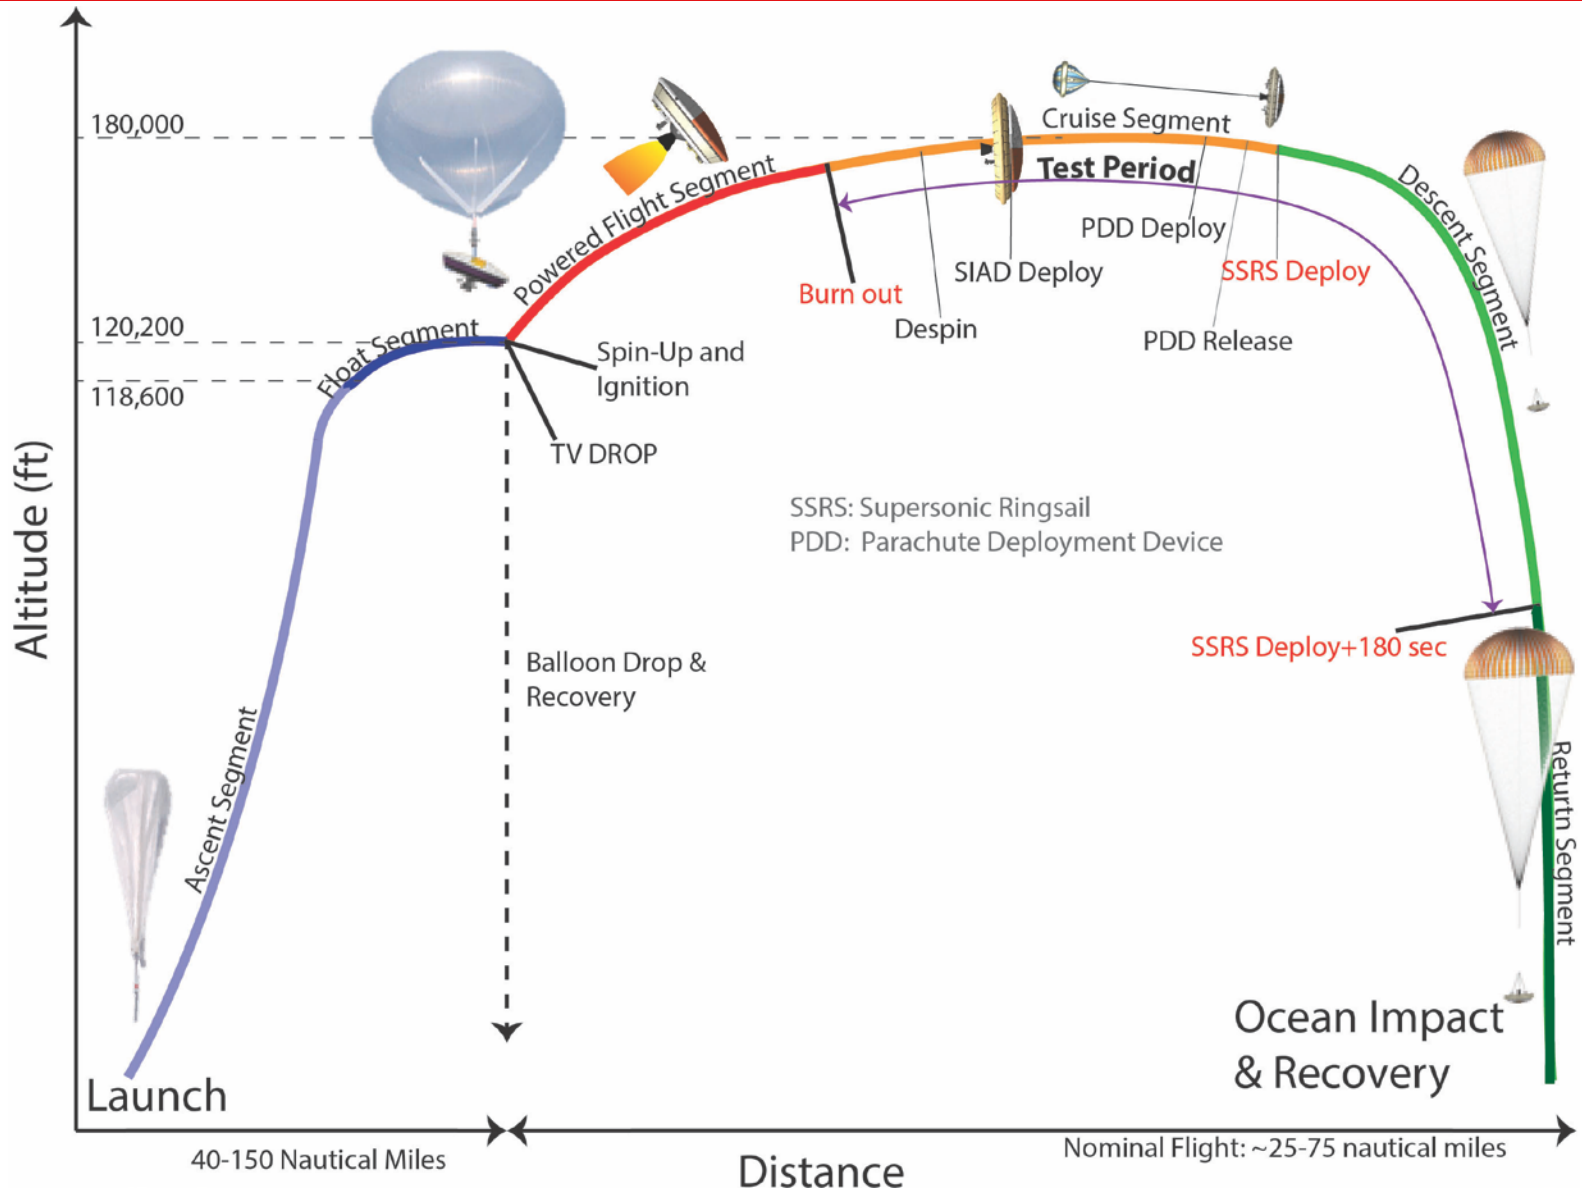 180,000
120,200
118,600
Altitude (ft)
Launch
Ascent Segment
Float Segment
Powered Flight Segment
Cruise Segment
Test Period
Descent Segment
Returtn Segment
Spin-Up and
Ignition
TV DROP
Burn out
Despin
SIAD Deploy
PDD Deploy
PDD Release
SSRS Deploy
SSRS: Supersonic Ringsail
PDD: Parachute Deployment Device
Balloon Drop &
Recovery
SSRS Deploy+180 sec
Ocean Impact
& Recovery
40-150 Nautical Miles
Distance
Nominal Flight: ~25-75 nautical miles